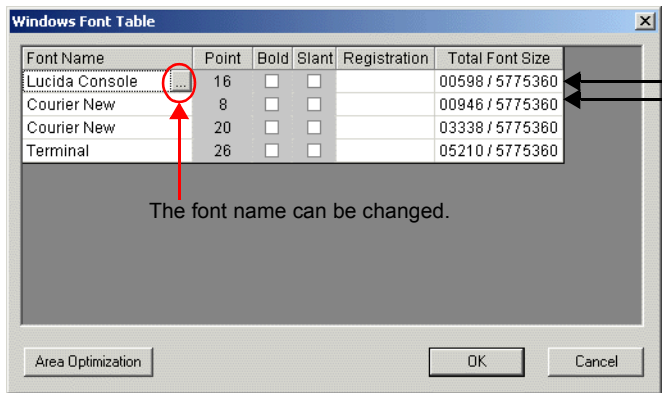 Windows Font Table
Font Name Point Bold Slant Registration Total Font Size
Lucida Console ... 16 00598 / 5775360
Courier New 8 00946 / 5775360
Courier New 20 03338 / 5775360
Terminal 26 05210 / 5775360
The font name can be changed.
Area Optimization OK Cancel